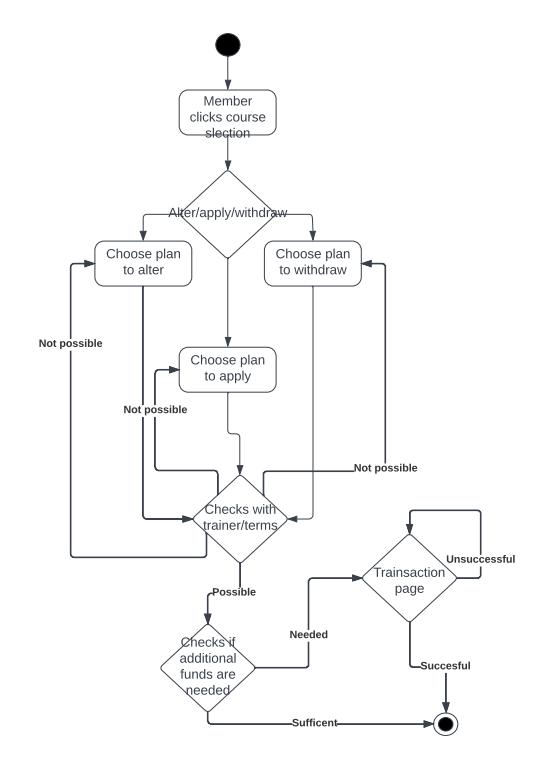 Member
clicks course
slection
Alter/apply/withdraw
Choose plan
to alter
Choose plan
to withdraw
Not possible
Choose plan
to apply
Not possible
Not possible
Checks with
trainer/terms
Unsuccessful
Trainsaction
page
Possible
Needed
Checks if
additional
funds are
needed
Succesful
Sufficent